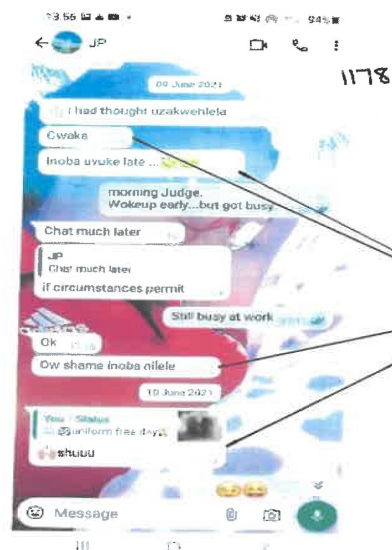 13.56
94%
JP
1178
09 June 2021
I had thought uzakwehlela
Cwaka
Inoba uvuke late ...
morning Judge.
Wokeup early...but got busy.
Chat much later
JP
Chat much later
if circumstances permit
Still busy at work
Ok
Ow shame inoba nilele
10 June 2021
You · Status
uniform free day
shuuu
Message